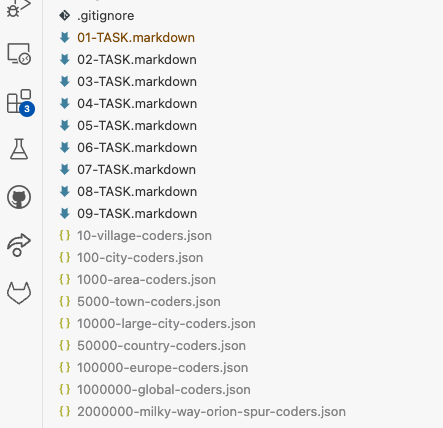 .gitignore
01-TASK.markdown
02-TASK.markdown
03-TASK.markdown
04-TASK.markdown
05-TASK.markdown
06-TASK.markdown
07-TASK.markdown
08-TASK.markdown
09-TASK.markdown
{} 10-village-coders.json
{} 100-city-coders.json
{} 1000-area-coders.json
{} 5000-town-coders.json
{} 10000-large-city-coders.json
{} 50000-country-coders.json
{} 100000-europe-coders.json
{} 1000000-global-coders.json
{} 2000000-milky-way-orion-spur-coders.json
3